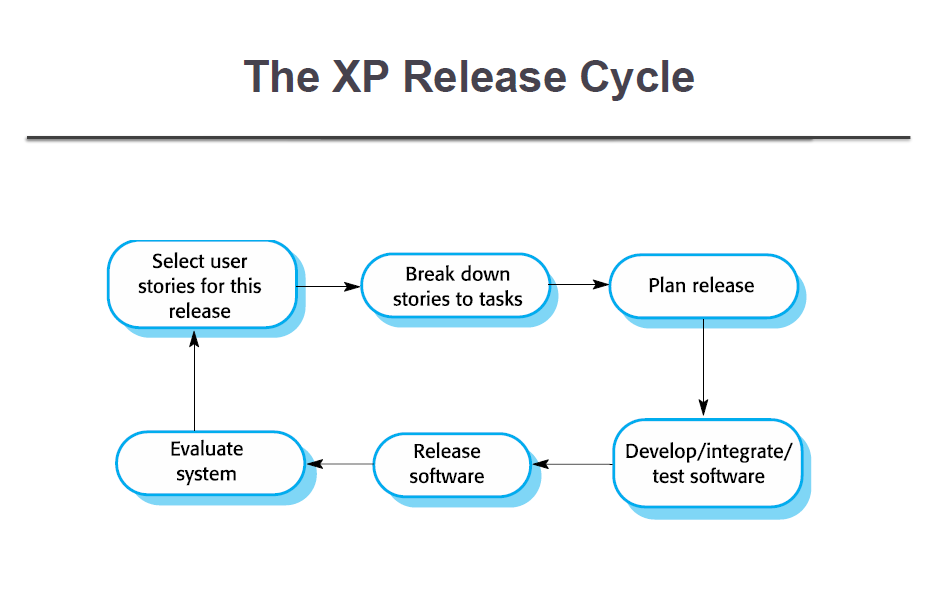 The XP Release Cycle
Select user
stories for this
release
Break down
stories to tasks
Plan release
Evaluate
system
Release
software
Develop/integrate/
test software